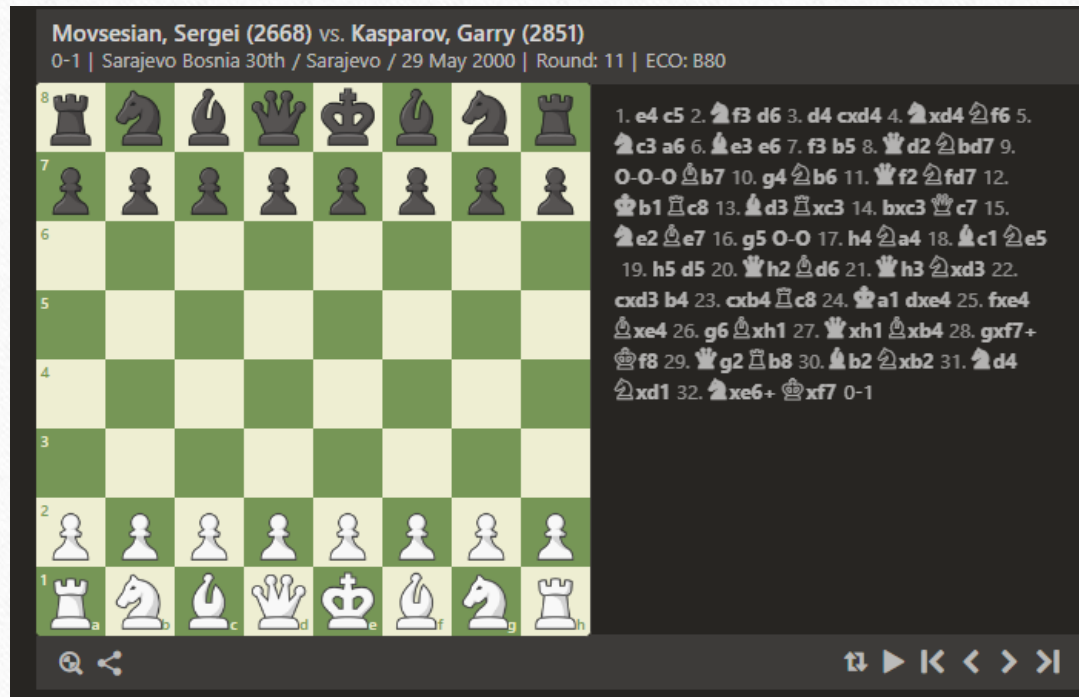 Movsesian, Sergei (2668) vs. Kasparov, Garry (2851)
0-1 | Sarajevo Bosnia 30th / Sarajevo / 29 May 2000 | Round: 11 | ECO: B80
8
7
6
5
4
3
2
1
a b c d e f g h
1. e4 c5 2. ♞f3 d6 3. d4 cxd4 4. ♞xd4 ♘f6 5.
♞c3 a6 6. ♝e3 e6 7. f3 b5 8. ♛d2 ♘bd7 9.
O-O-O ♗b7 10. g4 ♘b6 11. ♛f2 ♘fd7 12.
♚b1 ♖c8 13. ♝d3 ♖xc3 14. bxc3 ♕c7 15.
♞e2 ♗e7 16. g5 O-O 17. h4 ♘a4 18. ♝c1 ♘e5
19. h5 d5 20. ♛h2 ♗d6 21. ♛h3 ♘xd3 22.
cxd3 b4 23. cxb4 ♖c8 24. ♚a1 dxe4 25. fxe4
♗xe4 26. g6 ♗xh1 27. ♛xh1 ♗xb4 28. gxf7+
♔f8 29. ♛g2 ♖b8 30. ♝b2 ♘xb2 31. ♞d4
♘xd1 32. ♞xe6+ ♔xf7 0-1